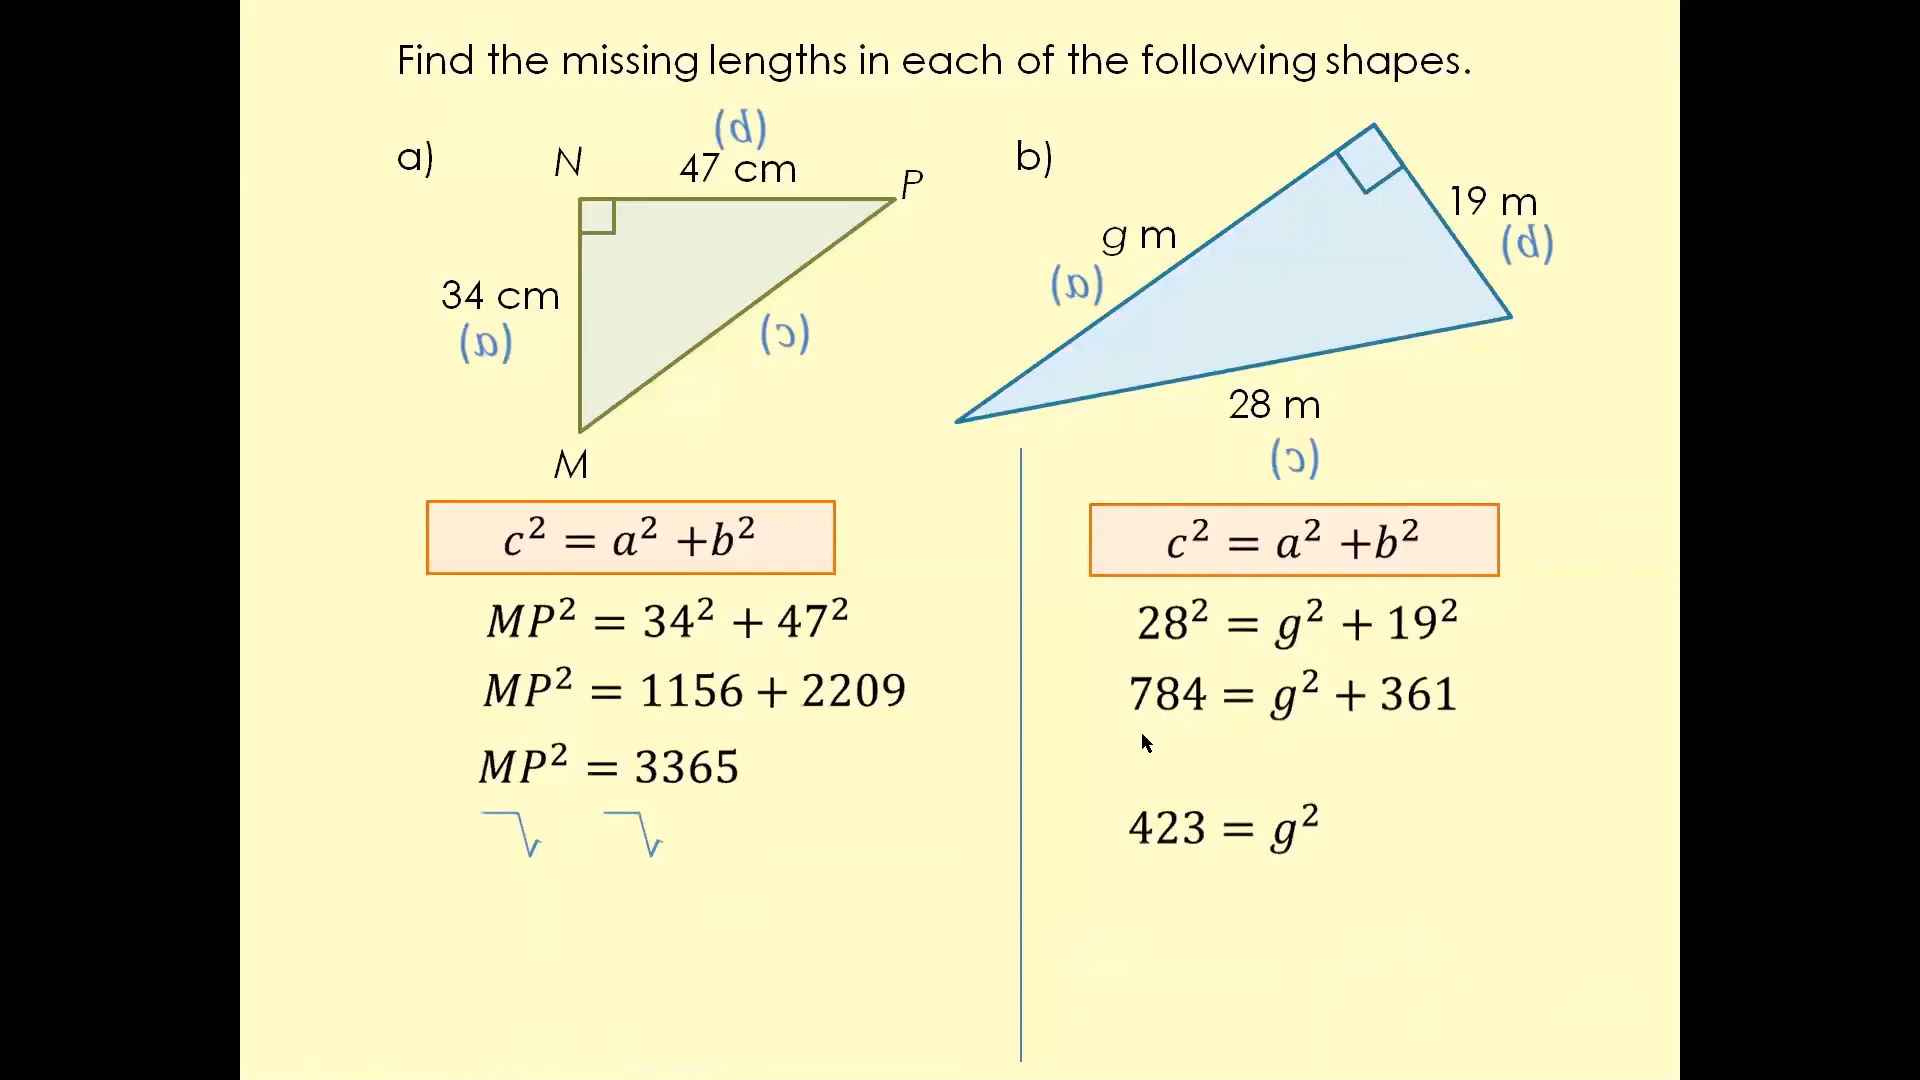 Find the missing lengths in each of the following shapes.
a)
(b)
N
47 cm
P
34 cm
(a)
(c)
M
c² = a² +b²
MP² = 34² + 47²
MP² = 1156 + 2209
MP² = 3365
b)
19 m
(b)
g m
(a)
28 m
(c)
c² = a² +b²
28² = g² + 19²
784 = g² + 361
423 = g²